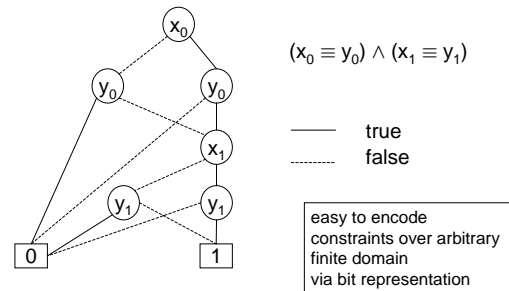 x₀
(x₀ ≡ y₀) ∧ (x₁ ≡ y₁)
y₀ y₀
true
x₁
false
y₁ y₁
easy to encode
constraints over arbitrary
finite domain
via bit representation
0 1